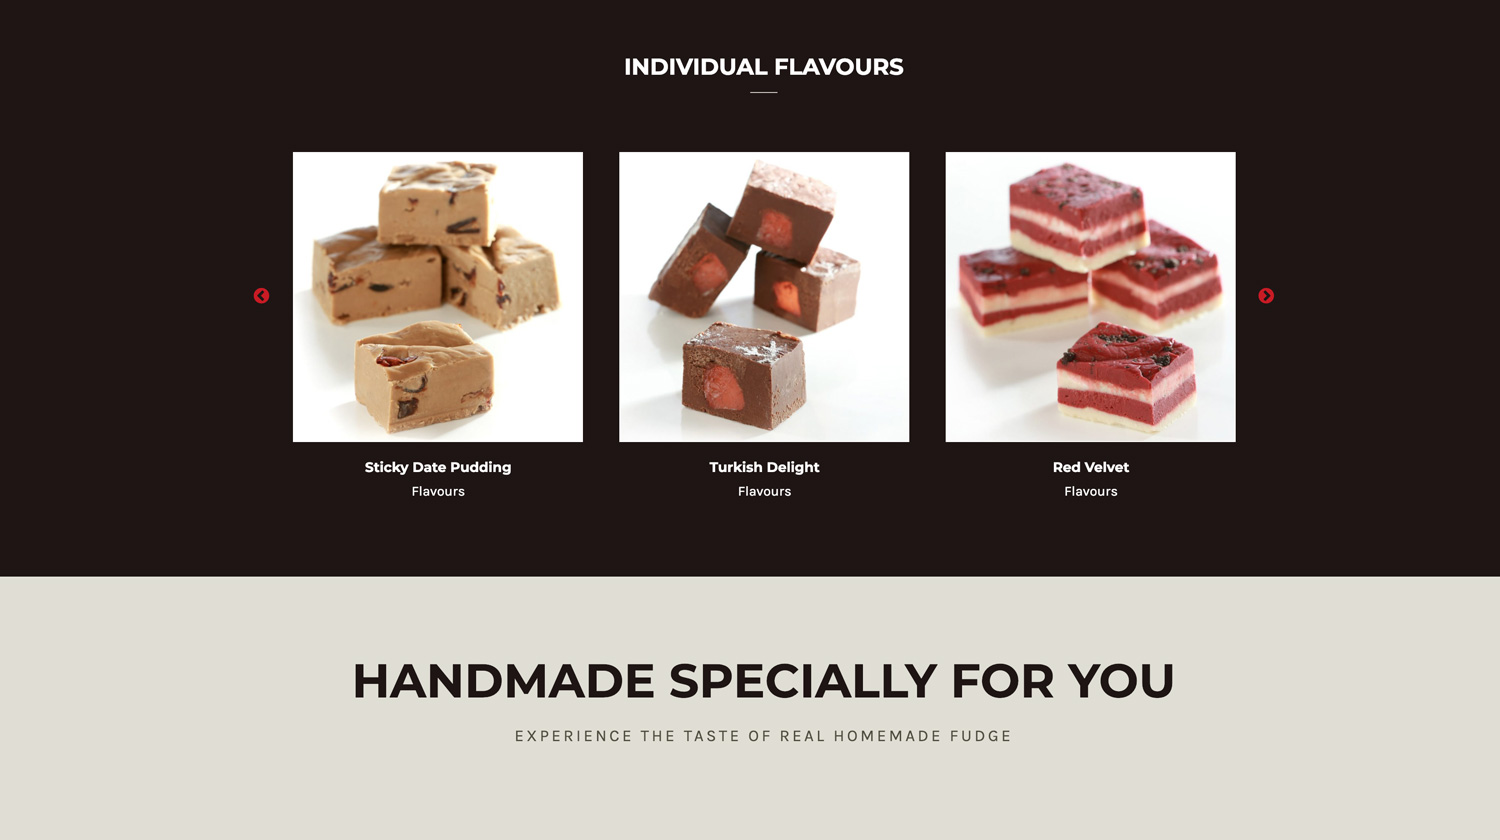 INDIVIDUAL FLAVOURS
Sticky Date Pudding
Flavours
Turkish Delight
Flavours
Red Velvet
Flavours
HANDMADE SPECIALLY FOR YOU
EXPERIENCE THE TASTE OF REAL HOMEMADE FUDGE